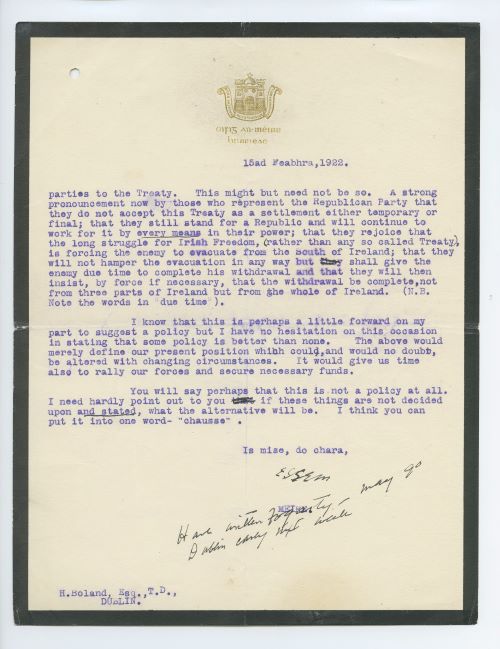 Oifig an méire
15ad Feabhra, 1922.
parties to the Treaty. This might but need not be so. A strong
pronouncement now by those who represent the Republican Party that
they do not accept this Treaty as a settlement either temporary or
final; that they still stand for a Republic and will continue to
work for it by every means in their power; that they rejoice that
the long struggle for Irish Freedom, (rather than any so called Treaty),
is forcing the enemy to evacuate from the south of Ireland; that they
will not hamper the evacuation in any way but shall give the
enemy due time to complete his withdrawal and that they will then
insist, by force if necessary, that the withdrawal be complete, not
from three parts of Ireland but from the whole of Ireland. (N.B.
Note the words in "due time").
I know that this is perhaps a little forward on my
part to suggest a policy but I have no hesitation on this occasion
in stating that some policy is better than none. The above would
merely define our present position which could, and would no doubt,
be altered with changing circumstances. It would give us time
also to rally our forces and secure necessary funds.
You will say perhaps that this is not a policy at all.
I need hardly point out to you if these things are not decided
upon and stated, what the alternative will be. I think you can
put it into one word- "chausse" .
Is mise, do chara,
Have written may go
Dublin early next week
H. Boland, Esq., T.D.,
DUBLIN.